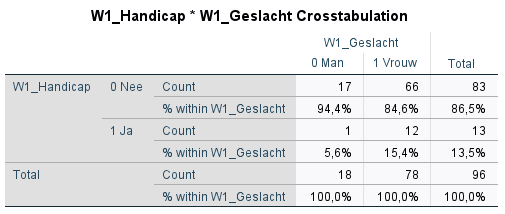 W1_Handicap * W1_Geslacht Crosstabulation
W1_Geslacht
0 Man 1 Vrouw Total
W1_Handicap 0 Nee Count 17 66 83
% within W1_Geslacht 94,4% 84,6% 86,5%
1 Ja Count 1 12 13
% within W1_Geslacht 5,6% 15,4% 13,5%
Total Count 18 78 96
% within W1_Geslacht 100,0% 100,0% 100,0%